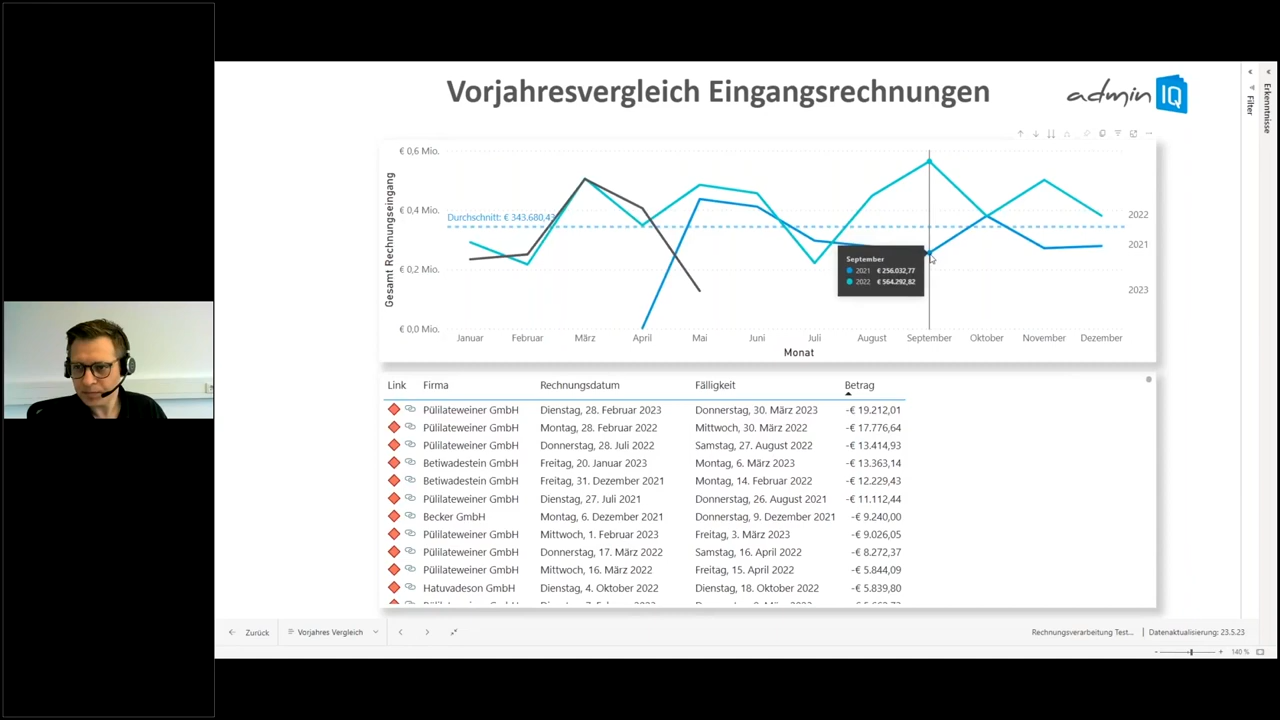 Vorjahresvergleich Eingangsrechnungen
admin IQ
Filter
Erkenntnisse
Gesamt Rechnungseingang
€ 0,6 Mio.
€ 0,4 Mio.
€ 0,2 Mio.
€ 0,0 Mio.
Durchschnitt: € 343.680,43
September
2021 € 256.032,77
2022 € 564.292,82
2022
2021
2023
Januar Februar März April Mai Juni Juli August September Oktober November Dezember
Monat
Link Firma Rechnungsdatum Fälligkeit Betrag
Pülilateweiner GmbH Dienstag, 28. Februar 2023 Donnerstag, 30. März 2023 -€ 19.212,01
Pülilateweiner GmbH Montag, 28. Februar 2022 Mittwoch, 30. März 2022 -€ 17.776,64
Pülilateweiner GmbH Donnerstag, 28. Juli 2022 Samstag, 27. August 2022 -€ 13.414,93
Betiwadestein GmbH Freitag, 20. Januar 2023 Montag, 6. März 2023 -€ 13.363,14
Betiwadestein GmbH Freitag, 31. Dezember 2021 Montag, 14. Februar 2022 -€ 12.229,43
Pülilateweiner GmbH Dienstag, 27. Juli 2021 Donnerstag, 26. August 2021 -€ 11.112,44
Becker GmbH Montag, 6. Dezember 2021 Donnerstag, 9. Dezember 2021 -€ 9.240,00
Pülilateweiner GmbH Mittwoch, 1. Februar 2023 Freitag, 3. März 2023 -€ 9.026,05
Pülilateweiner GmbH Donnerstag, 17. März 2022 Samstag, 16. April 2022 -€ 8.272,37
Pülilateweiner GmbH Mittwoch, 16. März 2022 Freitag, 15. April 2022 -€ 5.844,09
Hatuvadeson GmbH Dienstag, 4. Oktober 2022 Dienstag, 18. Oktober 2022 -€ 5.839,80
Zurück Vorjahres Vergleich Rechnungsverarbeitung Test... | Datenaktualisierung: 23.5.23
- + 140 %